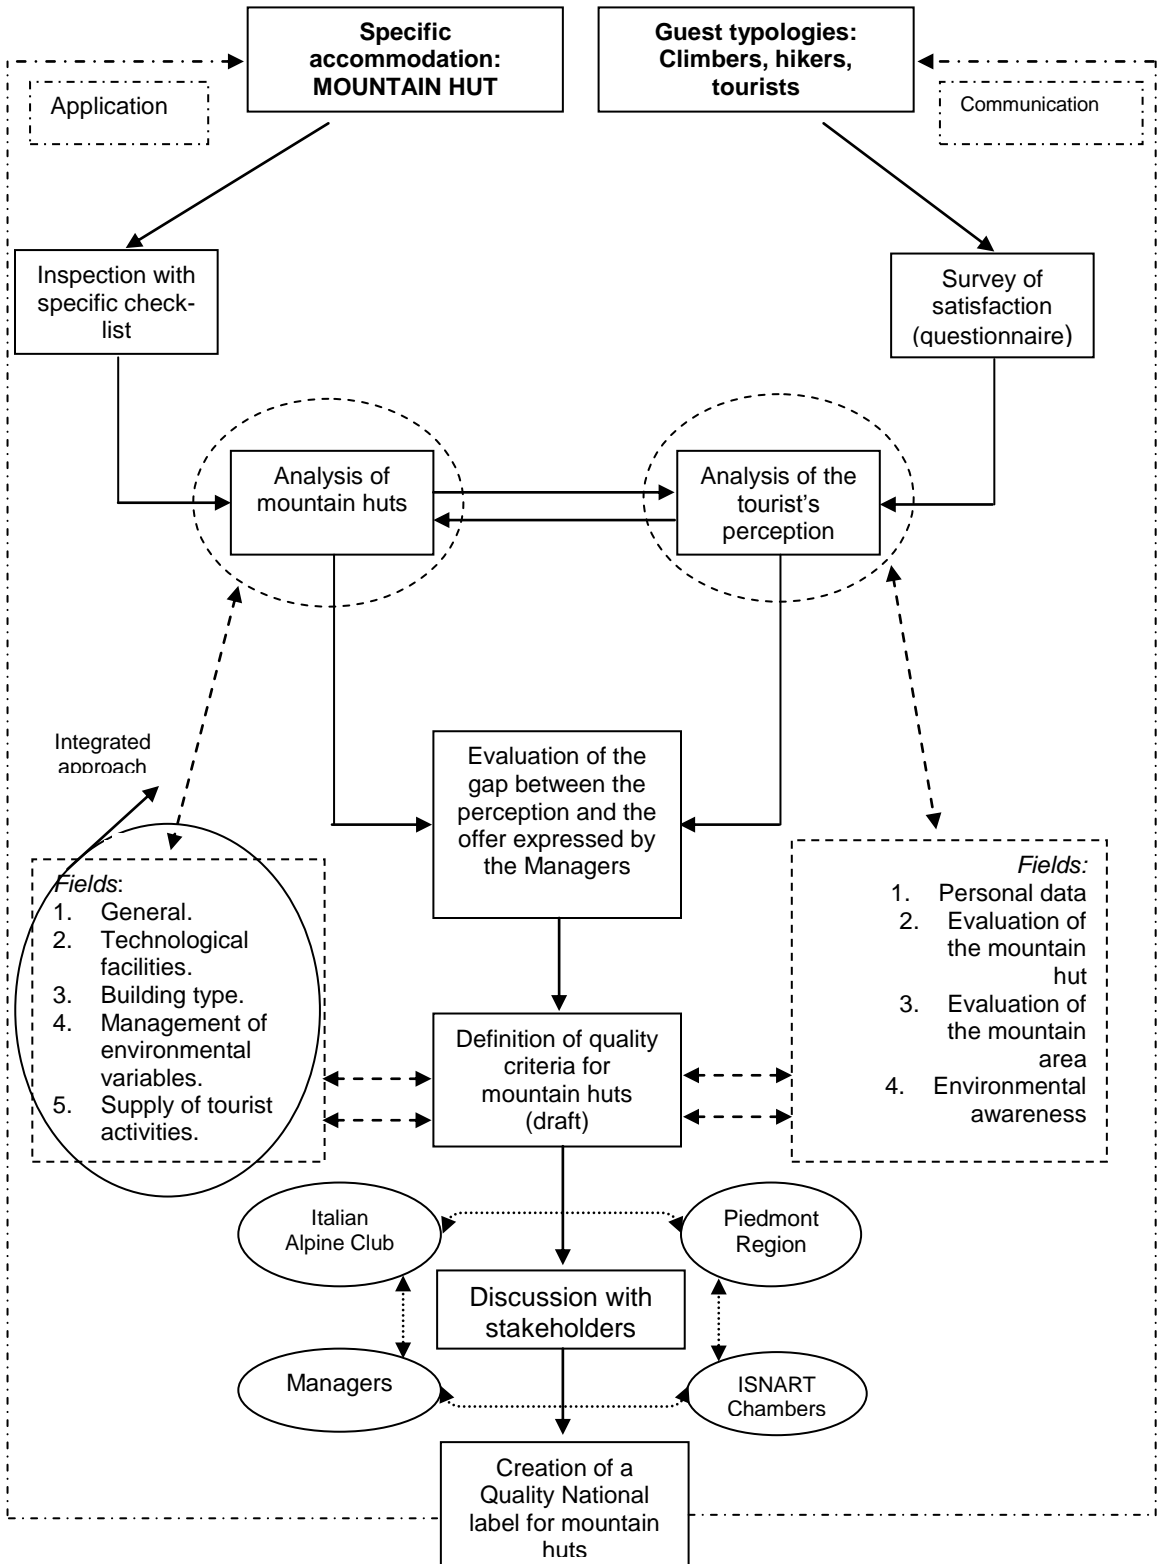 Specific
accommodation:
MOUNTAIN HUT
Guest typologies:
Climbers, hikers,
tourists
Application
Communication
Inspection with
specific check-
list
Survey of
satisfaction
(questionnaire)
Analysis of
mountain huts
Analysis of the
tourist's
perception
Integrated
approach
Evaluation of the
gap between the
perception and the
offer expressed by
the Managers
Fields:
1. General.
2. Technological
facilities.
3. Building type.
4. Management of
environmental
variables.
5. Supply of tourist
activities.
Fields:
1. Personal data
2. Evaluation of
the mountain
hut
3. Evaluation of
the mountain
area
4. Environmental
awareness
Definition of quality
criteria for
mountain huts
(draft)
Italian
Alpine Club
Piedmont
Region
Discussion with
stakeholders
Managers
ISNART
Chambers
Creation of a
Quality National
label for mountain
huts